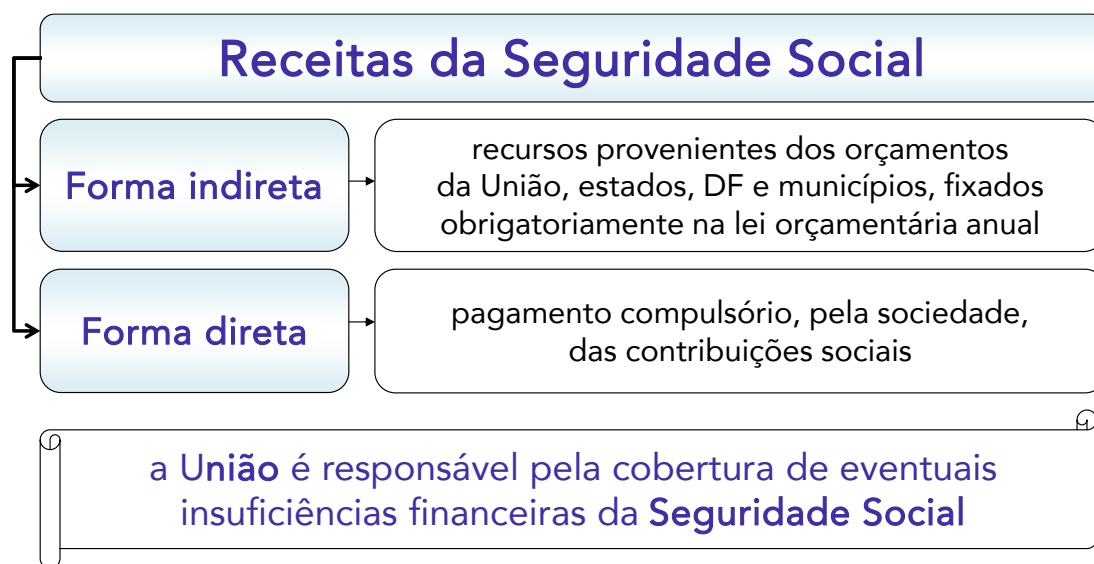 Receitas da Seguridade Social
Forma indireta
recursos provenientes dos orçamentos
da União, estados, DF e municípios, fixados
obrigatoriamente na lei orçamentária anual
Forma direta
pagamento compulsório, pela sociedade,
das contribuições sociais
a União é responsável pela cobertura de eventuais
insuficiências financeiras da Seguridade Social